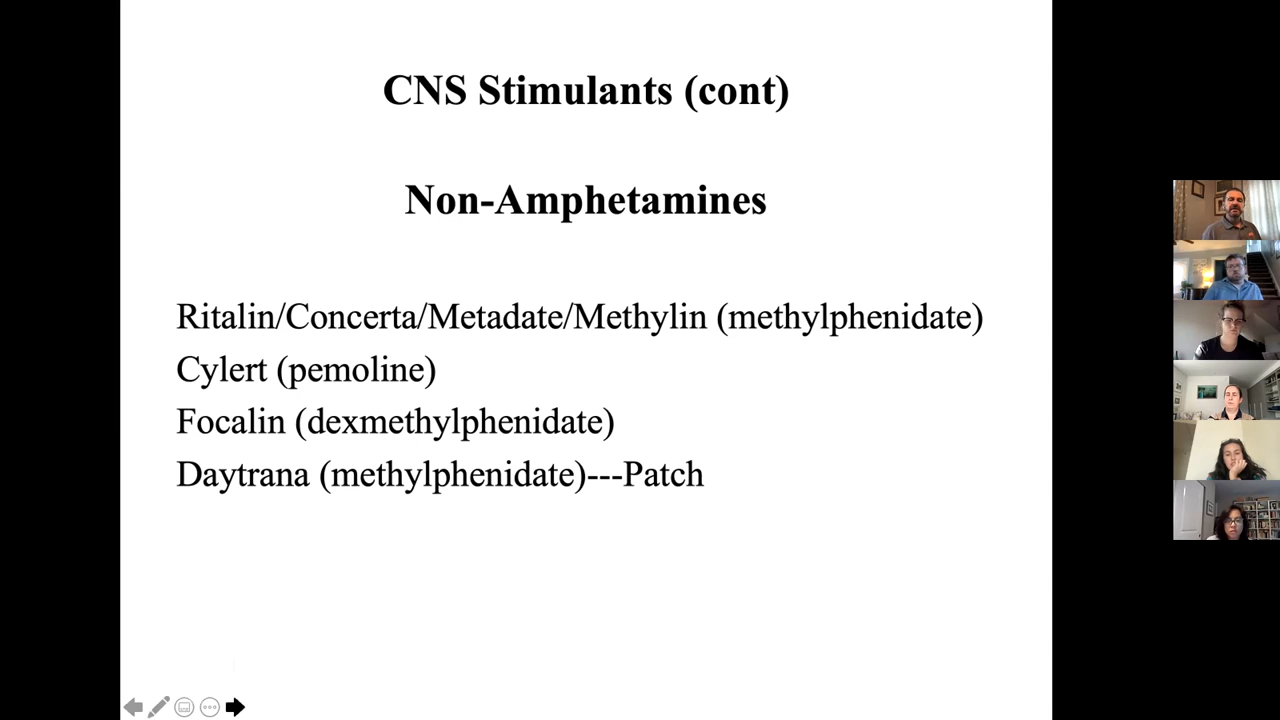 CNS Stimulants (cont)
Non-Amphetamines
Ritalin/Concerta/Metadate/Methylin (methylphenidate)
Cylert (pemoline)
Focalin (dexmethylphenidate)
Daytrana (methylphenidate)---Patch